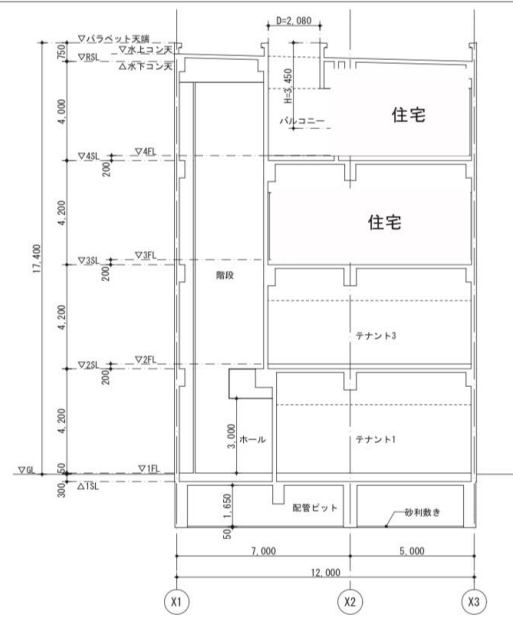 D=2,080
▽パラペット天端
▽水上コン天
▽RSL
△水下コン天
750
H=3,450
バルコニー
住宅
4,000
▽4FL
▽4SL
200
住宅
4,200
17,400
▽3FL
▽3SL
200
階段
テナント3
4,200
▽2FL
▽2SL
200
4,200
3,000
ホール
テナント1
▽GL
▽1FL
50
300
△1SL
1,650
配管ピット
砂利敷き
50
7,000
5,000
12,000
X1
X2
X3